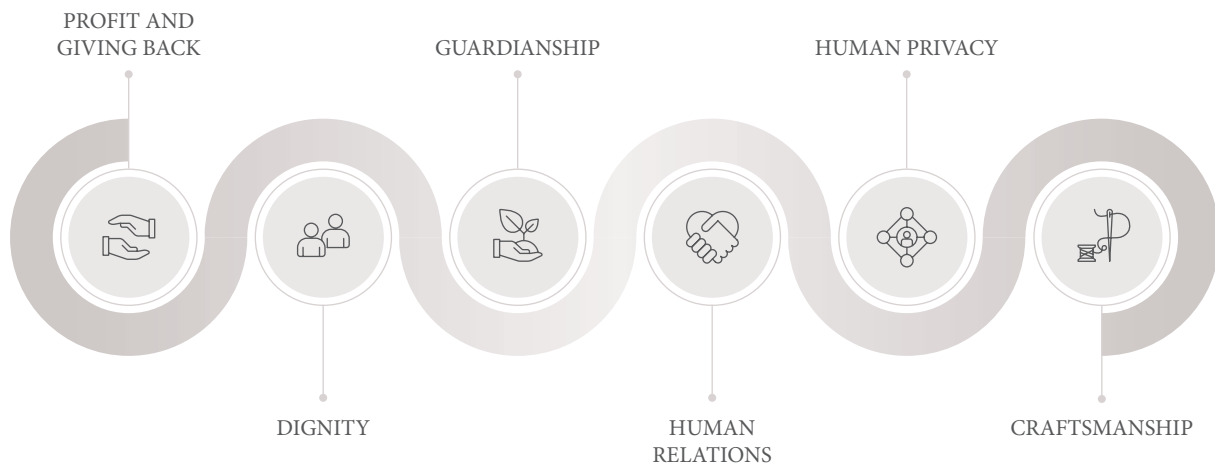 PROFIT AND
GIVING BACK
GUARDIANSHIP
HUMAN PRIVACY
DIGNITY
HUMAN
RELATIONS
CRAFTSMANSHIP